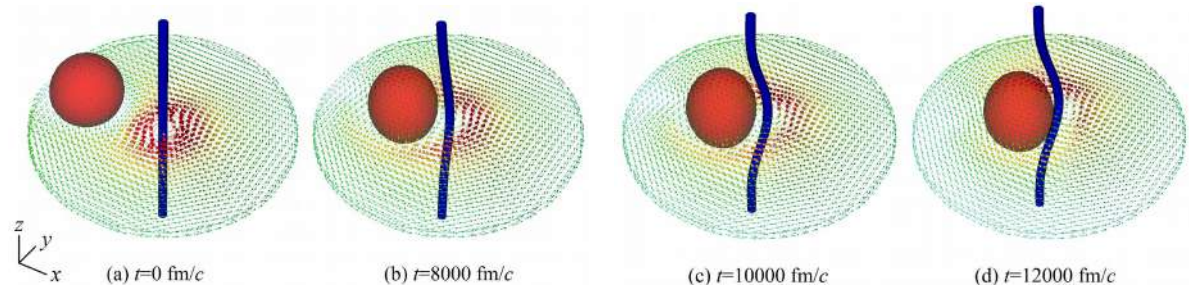 z
y
x
(a) t=0 fm/c
(b) t=8000 fm/c
(c) t=10000 fm/c
(d) t=12000 fm/c